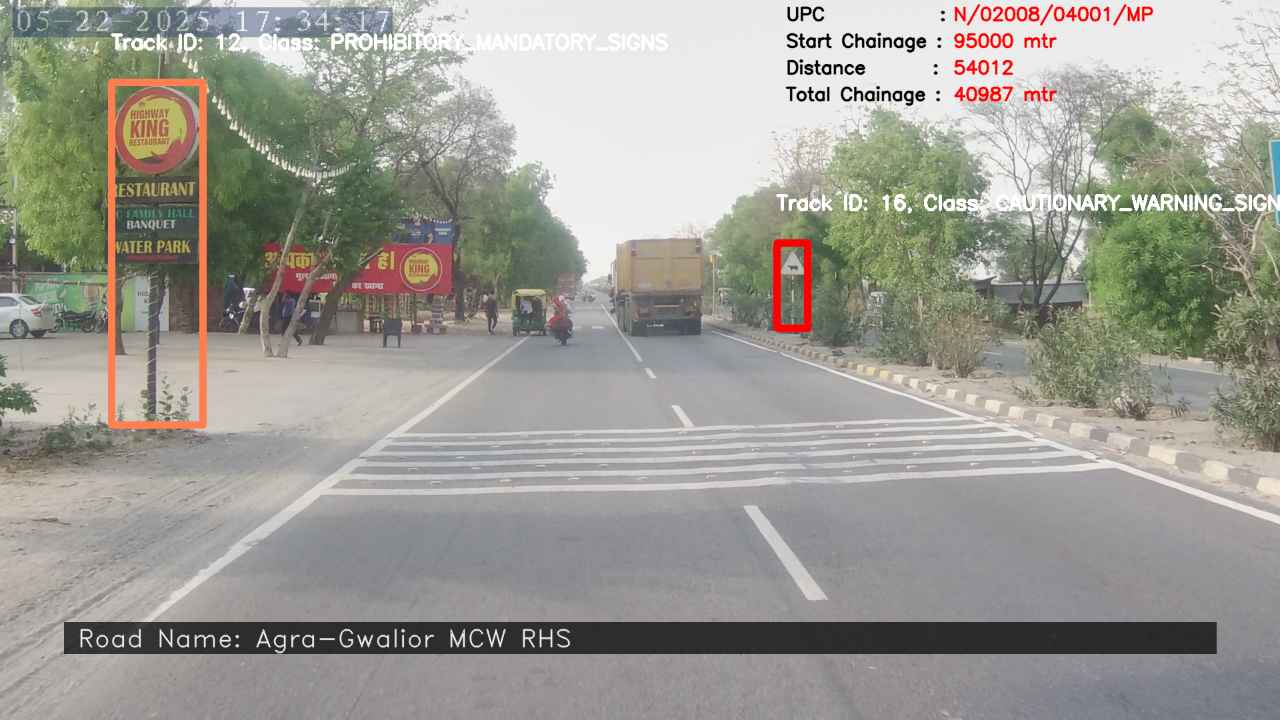 05-22-2025 17:34:17
UPC : N/02008/04001/MP
Start Chainage : 95000 mtr
Distance : 54012
Total Chainage : 40987 mtr
Track ID: 12, Class: PROHIBITORY_MANDATORY_SIGNS
HIGHWAY
KING
RESTAURANT
RESTAURANT
FAMILY HALL
BANQUET
WATER PARK
Track ID: 16, Class: CAUTIONARY_WARNING_SIGN
है।
KING
का खाना
Road Name: Agra-Gwalior MCW RHS